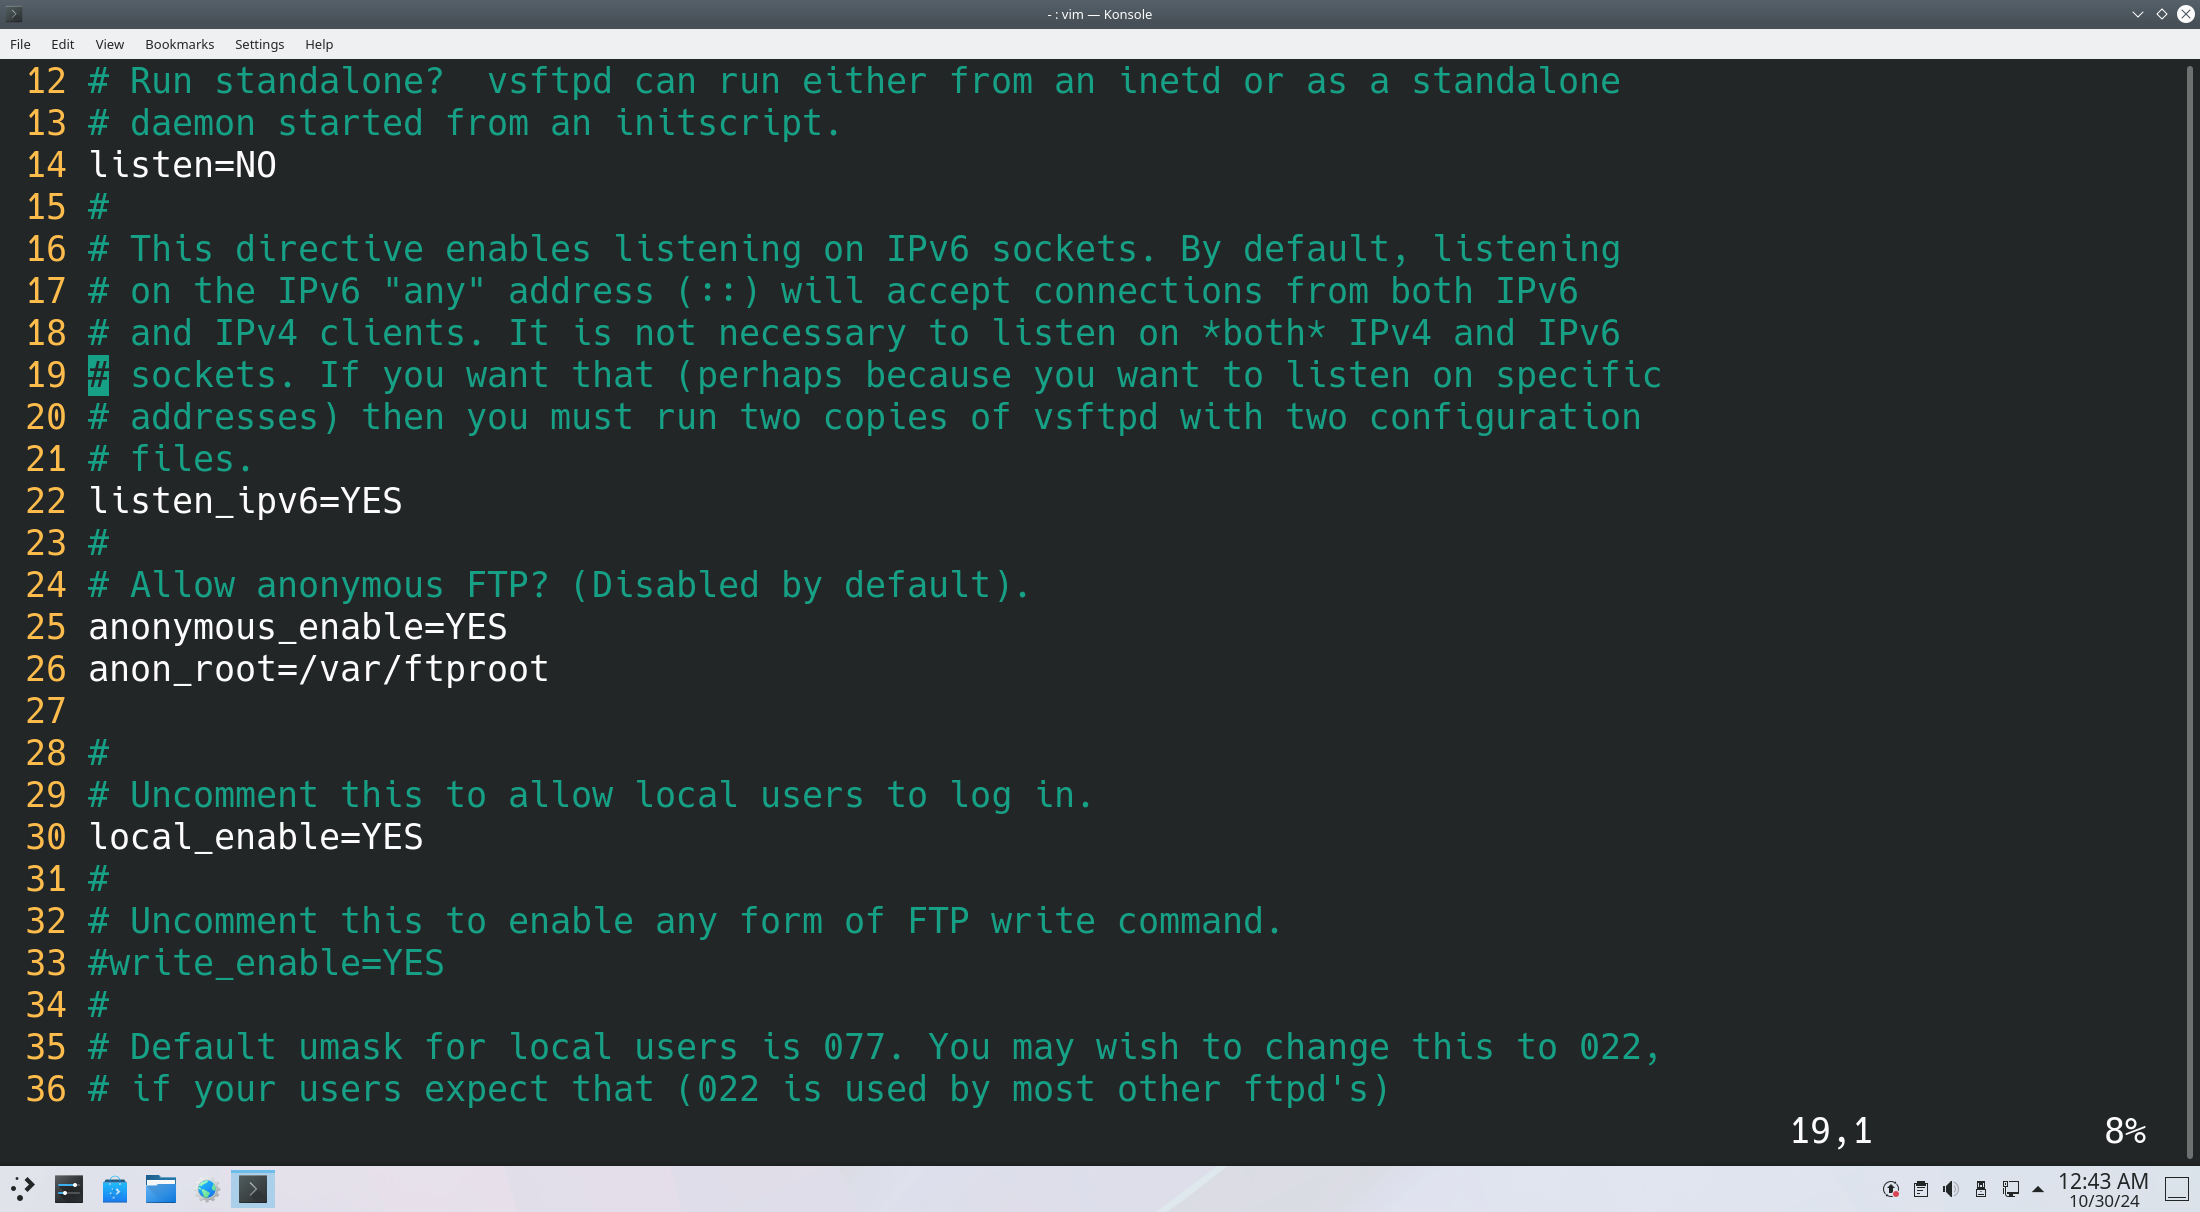 - : vim — Konsole
File Edit View Bookmarks Settings Help
12 # Run standalone?  vsftpd can run either from an inetd or as a standalone
13 # daemon started from an initscript.
14 listen=NO
15 #
16 # This directive enables listening on IPv6 sockets. By default, listening
17 # on the IPv6 "any" address (::) will accept connections from both IPv6
18 # and IPv4 clients. It is not necessary to listen on *both* IPv4 and IPv6
19 # sockets. If you want that (perhaps because you want to listen on specific
20 # addresses) then you must run two copies of vsftpd with two configuration
21 # files.
22 listen_ipv6=YES
23 #
24 # Allow anonymous FTP? (Disabled by default).
25 anonymous_enable=YES
26 anon_root=/var/ftproot
27
28 #
29 # Uncomment this to allow local users to log in.
30 local_enable=YES
31 #
32 # Uncomment this to enable any form of FTP write command.
33 #write_enable=YES
34 #
35 # Default umask for local users is 077. You may wish to change this to 022,
36 # if your users expect that (022 is used by most other ftpd's)
19,1 8%
12:43 AM
10/30/24